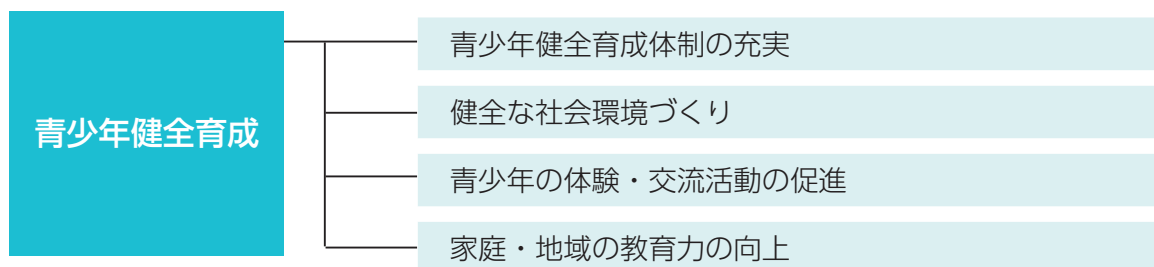 青少年健全育成
青少年健全育成体制の充実
健全な社会環境づくり
青少年の体験・交流活動の促進
家庭・地域の教育力の向上